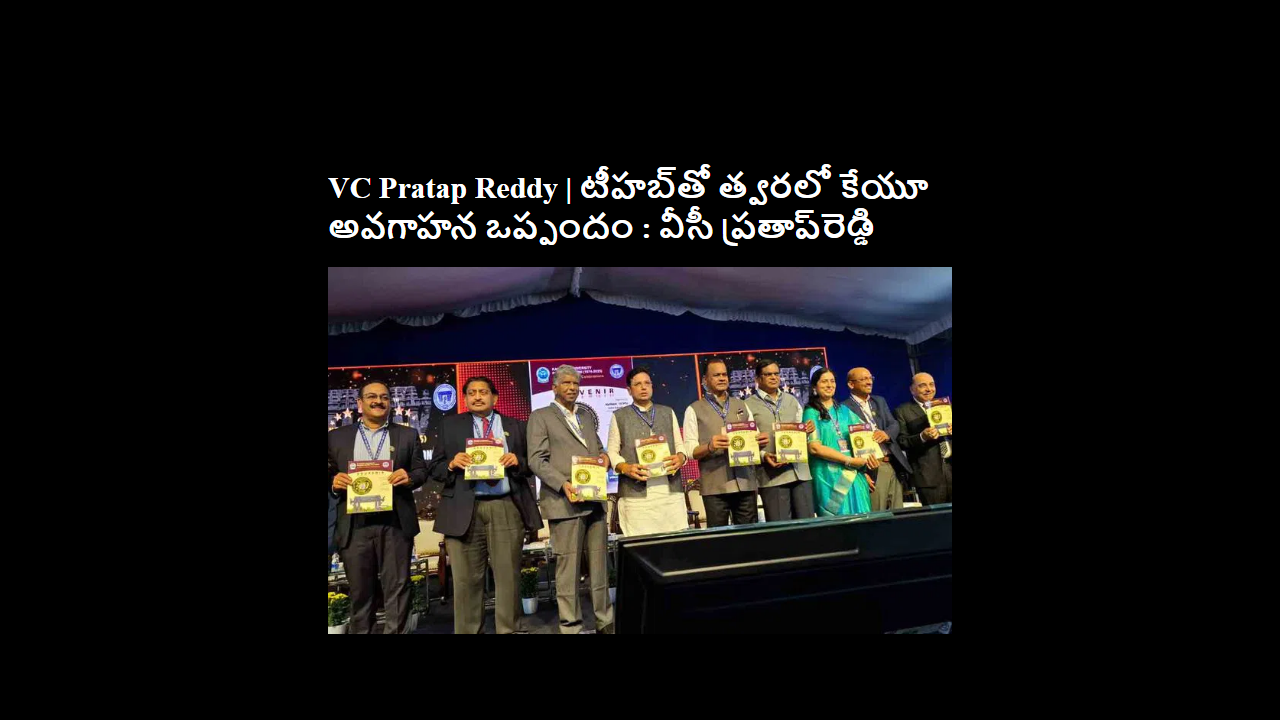 VC Pratap Reddy | టీహబ్‌తో త్వరలో కేయూ
అవగాహన ఒప్పందం : వీసీ ప్రతాప్‌రెడ్డి